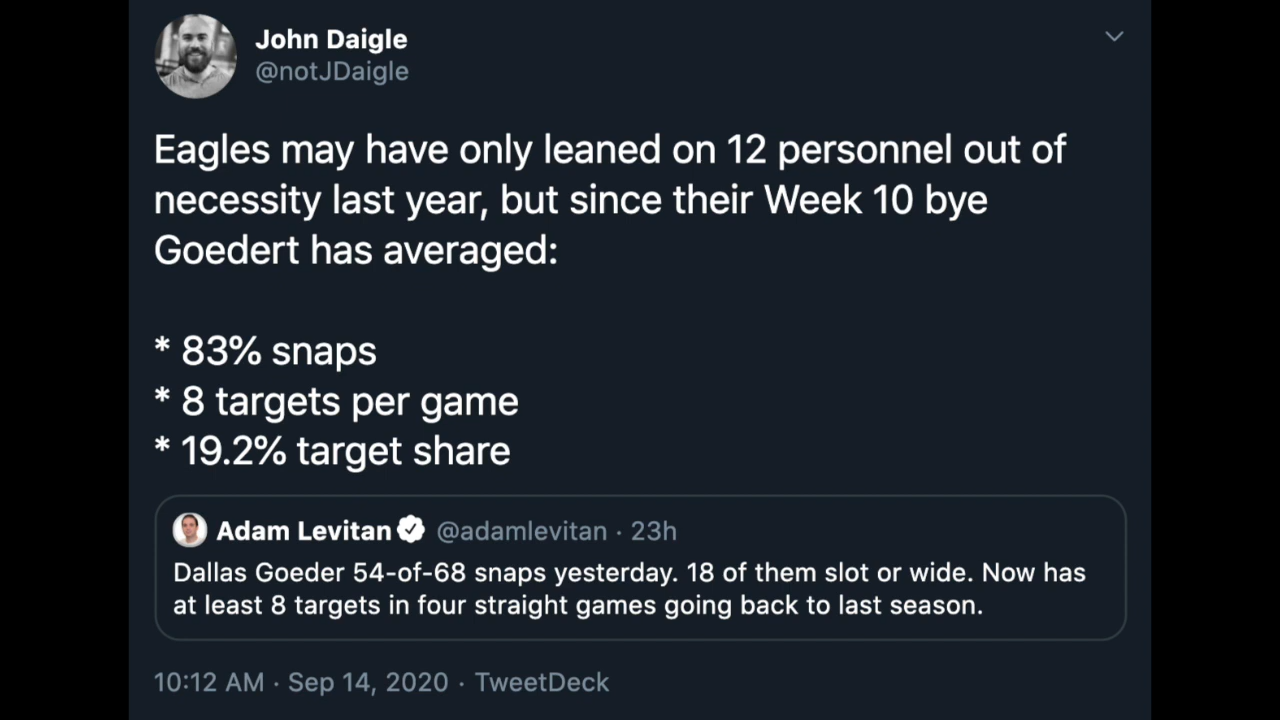 John Daigle
@notJDaigle
Eagles may have only leaned on 12 personnel out of
necessity last year, but since their Week 10 bye
Goedert has averaged:
* 83% snaps
* 8 targets per game
* 19.2% target share
Adam Levitan @adamlevitan · 23h
Dallas Goeder 54-of-68 snaps yesterday. 18 of them slot or wide. Now has
at least 8 targets in four straight games going back to last season.
10:12 AM · Sep 14, 2020 · TweetDeck